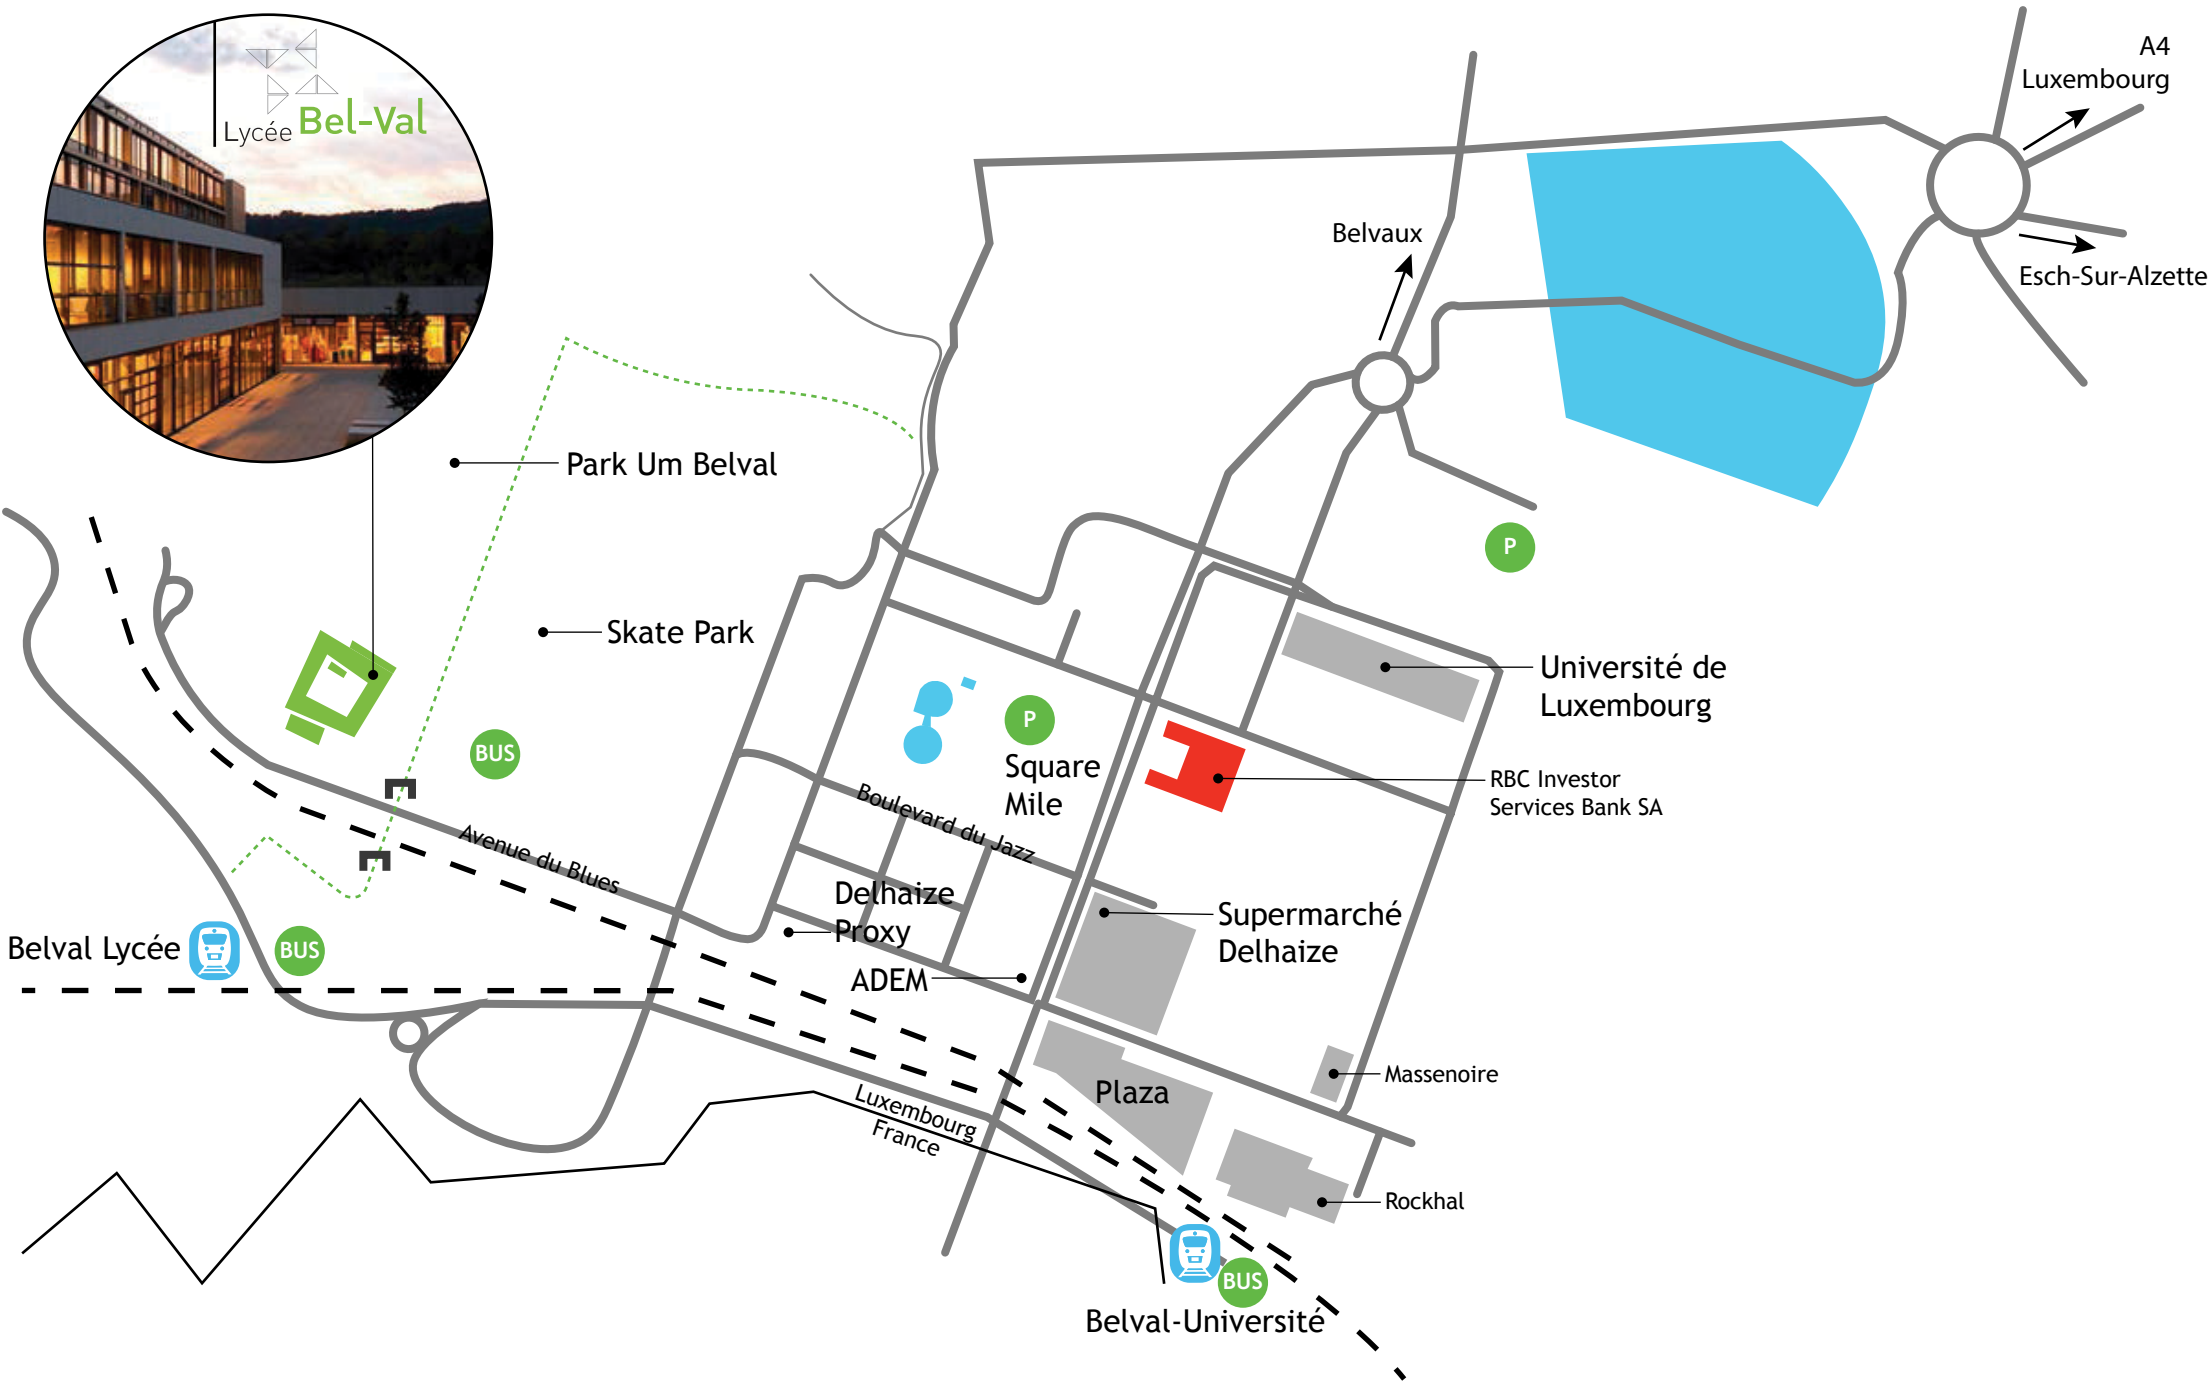 Lycée Bel-Val
A4
Luxembourg
Belvaux
Esch-Sur-Alzette
Park Um Belval
P
Skate Park
Université de
Luxembourg
P
BUS
Square
Mile
RBC Investor
Services Bank SA
Boulevard du Jazz
Avenue du Blues
Delhaize
Proxy
Supermarché
Delhaize
Belval Lycée
BUS
ADEM
Massenoire
Plaza
Luxembourg
France
Rockhal
BUS
Belval-Université